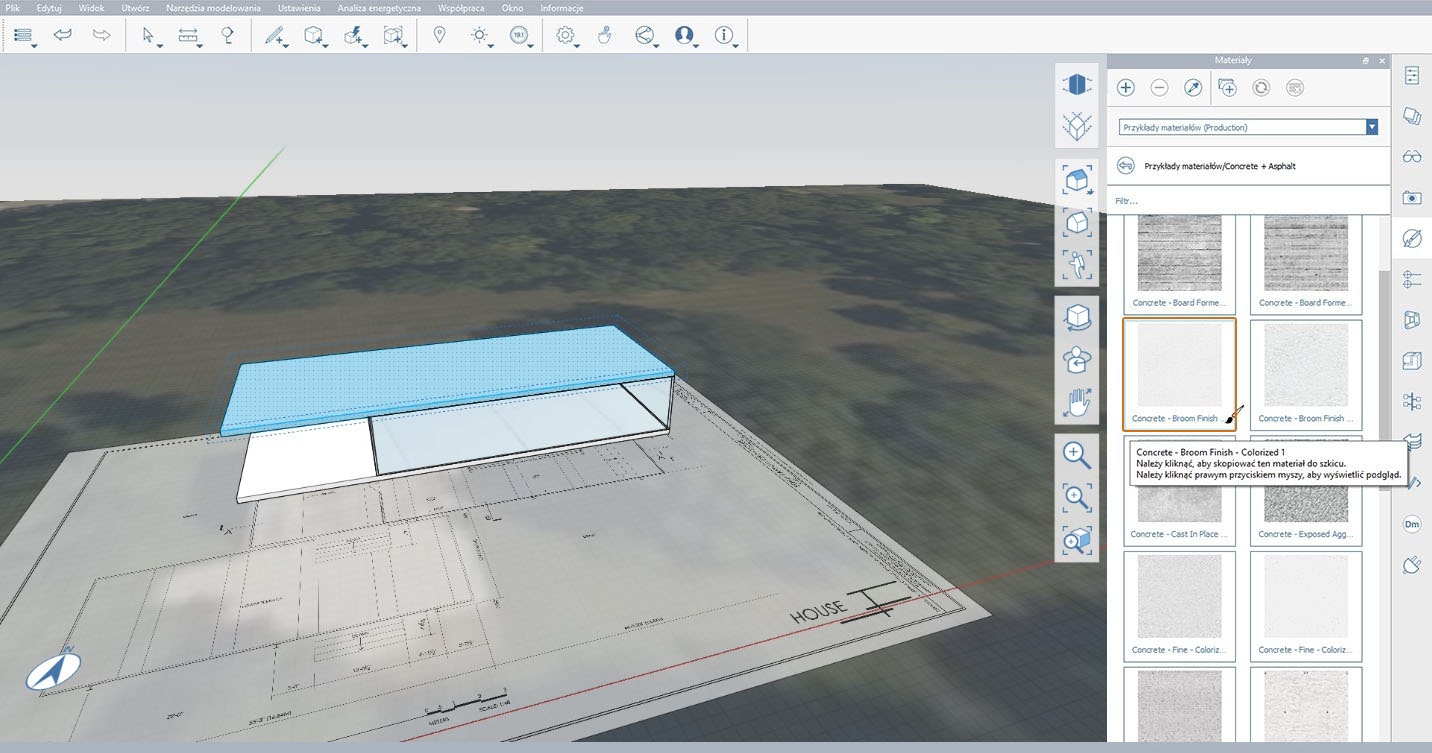 Plik Edytuj Widok Utwórz Narzędzia modelowania Ustawienia Analiza energetyczna Współpraca Okno Informacje
19:1
Materiały
Przykłady materiałów (Production)
Przykłady materiałów/Concrete + Asphalt
Filtr...
Concrete - Board Forme...
Concrete - Board Forme...
Concrete - Broom Finish
Concrete - Broom Finish ...
Concrete - Broom Finish - Colorized 1
Należy kliknąć, aby skopiować ten materiał do szkicu.
Należy kliknąć prawym przyciskiem myszy, aby wyświetlić podgląd.
Concrete - Cast In Place ...
Concrete - Exposed Agg...
Concrete - Fine - Coloriz...
Concrete - Fine - Coloriz...
Dm
HOUSE
METERS
N